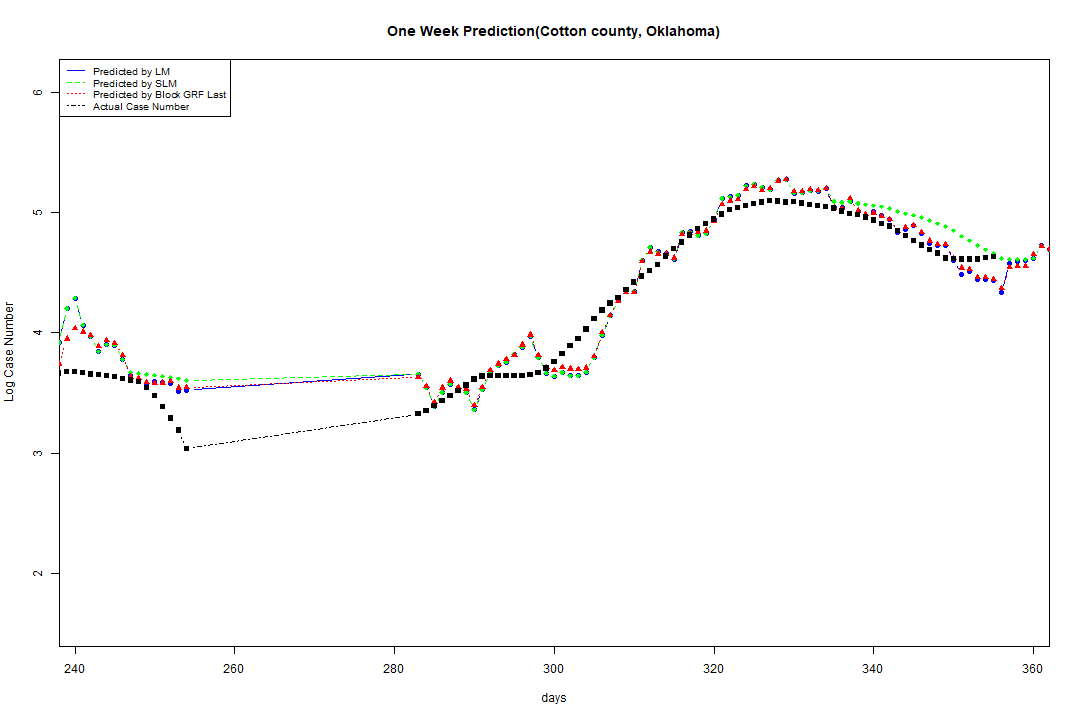 One Week Prediction(Cotton county, Oklahoma)
Predicted by LM
Predicted by SLM
Predicted by Block GRF Last
Actual Case Number
6
5
4
3
2
Log Case Number
240 260 280 300 320 340 360
days